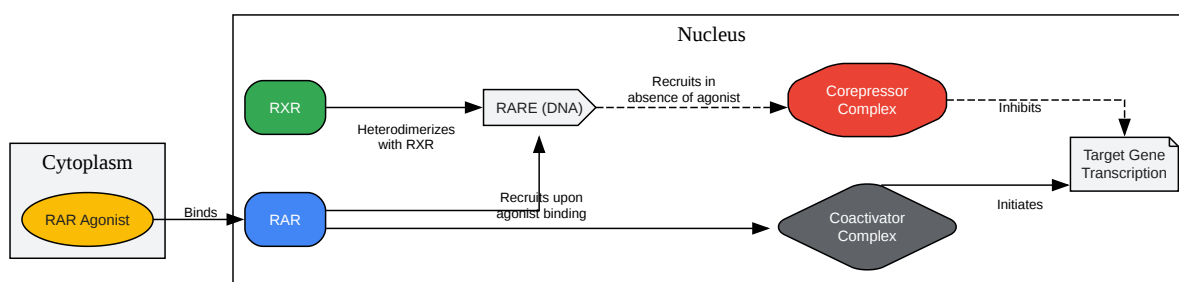 Nucleus
Cytoplasm
RAR Agonist
Binds
RXR
RAR
Heterodimerizes
with RXR
RARE (DNA)
Recruits upon
agonist binding
Recruits in
absence of agonist
Corepressor
Complex
Coactivator
Complex
Inhibits
Initiates
Target Gene
Transcription